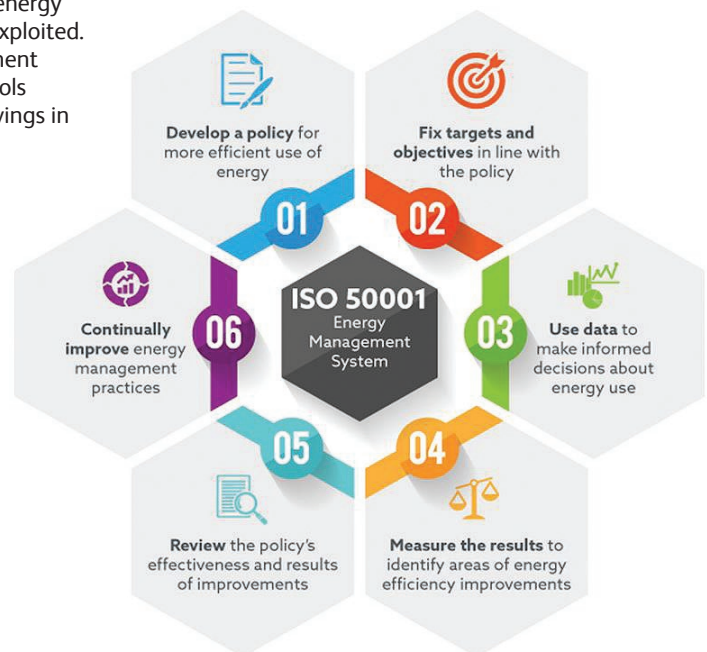 energy
xploited.
ment
ols
vings in
Develop a policy for
more efficient use of
energy
01
Fix targets and
objectives in line with
the policy
02
ISO 50001
Energy
Management
System
03
Use data to
make informed
decisions about
energy use
04
Measure the results to
identify areas of energy
efficiency improvements
05
Review the policy's
effectiveness and results
of improvements
06
Continually
improve energy
management
practices